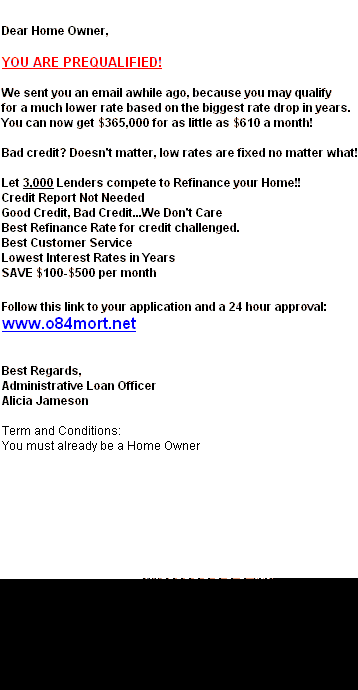 Dear Home Owner,
YOU ARE PREQUALIFIED!
We sent you an email awhile ago, because you may qualify
for a much lower rate based on the biggest rate drop in years.
You can now get $365,000 for as little as $610 a month!
Bad credit? Doesn't matter, low rates are fixed no matter what!
Let 3,000 Lenders compete to Refinance your Home!!
Credit Report Not Needed
Good Credit, Bad Credit...We Don't Care
Best Refinance Rate for credit challenged.
Best Customer Service
Lowest Interest Rates in Years
SAVE $100-$500 per month
Follow this link to your application and a 24 hour approval:
www.o84mort.net
Best Regards,
Administrative Loan Officer
Alicia Jameson
Term and Conditions:
You must already be a Home Owner